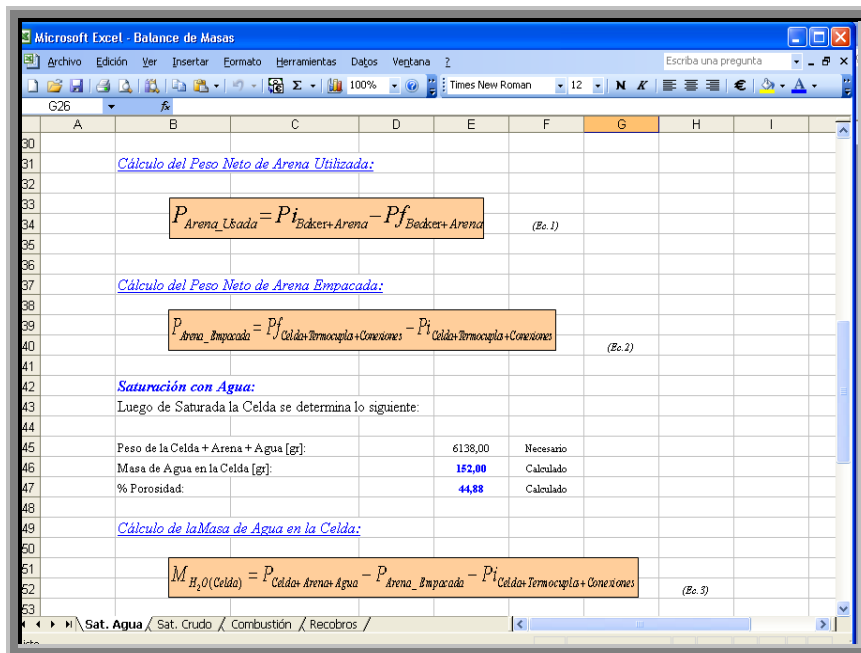 Microsoft Excel - Balance de Masas
Archivo Edición Ver Insertar Formato Herramientas Datos Ventana ? Escriba una pregunta
100% Times New Roman 12 N K
G26 fx
A B C D E F G H I
30
31 Cálculo del Peso Neto de Arena Utilizada:
32
33
34 P Arena_Usada = Pi Beaker+Arena − Pf Beaker+Arena (Ec.1)
35
36
37 Cálculo del Peso Neto de Arena Empacada:
38
39 P Arena_Empacada = Pf Celda+Termocupla+Conexiones − Pi Celda+Termocupla+Conexiones
40 (Ec.2)
41
42 Saturación con Agua:
43 Luego de Saturada la Celda se determina lo siguiente:
44
45 Peso de la Celda + Arena + Agua [gr]: 6138,00 Necesario
46 Masa de Agua en la Celda [gr]: 152,00 Calculado
47 % Porosidad: 44,88 Calculado
48
49 Cálculo de laMasa de Agua en la Celda:
50
51 M H₂O(Celda) = P Celda+Arena+Agua − P Arena_Empacada − Pi Celda+Termocupla+Conexiones
52 (Ec.3)
53
Sat. Agua / Sat. Crudo / Combustión / Recobros /